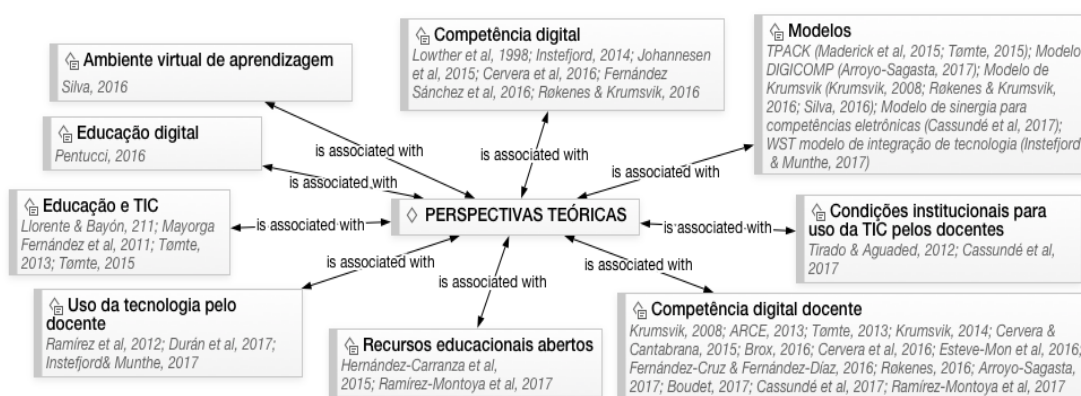 Ambiente virtual de aprendizagem
Silva, 2016
Competência digital
Lowther et al, 1998; Instefjord, 2014; Johannesen
et al, 2015; Cervera et al, 2016; Fernández
Sánchez et al, 2016; Røkenes & Krumsvik, 2016
Modelos
TPACK (Maderick et al, 2015; Tømte, 2015); Modelo
DIGICOMP (Arroyo-Sagasta, 2017); Modelo de
Krumsvik (Krumsvik, 2008; Røkenes & Krumsvik,
2016; Silva, 2016); Modelo de sinergia para
competências eletrônicas (Cassundé et al, 2017);
WST modelo de integração de tecnologia (Instefjord
& Munthe, 2017)
Educação digital
Pentucci, 2016
is associated with
is associated with
is associated with
is associated with
Educação e TIC
Llorente & Bayón, 211; Mayorga
Fernández et al, 2011; Tømte,
2013; Tømte, 2015
is associated with
PERSPECTIVAS TEÓRICAS
is associated with
Condições institucionais para
uso da TIC pelos docentes
Tirado & Aguaded, 2012; Cassundé et al,
2017
is associated with
is associated with
is associated with
Uso da tecnologia pelo
docente
Ramírez et al, 2012; Durán et al, 2017;
Instefjord& Munthe, 2017
Recursos educacionais abertos
Hernández-Carranza et al,
2015; Ramírez-Montoya et al, 2017
Competência digital docente
Krumsvik, 2008; ARCE, 2013; Tømte, 2013; Krumsvik, 2014; Cervera &
Cantabrana, 2015; Brox, 2016; Cervera et al, 2016; Esteve-Mon et al, 2016;
Fernández-Cruz & Fernández-Díaz, 2016; Røkenes, 2016; Arroyo-Sagasta,
2017; Boudet, 2017; Cassundé et al, 2017; Ramírez-Montoya et al, 2017